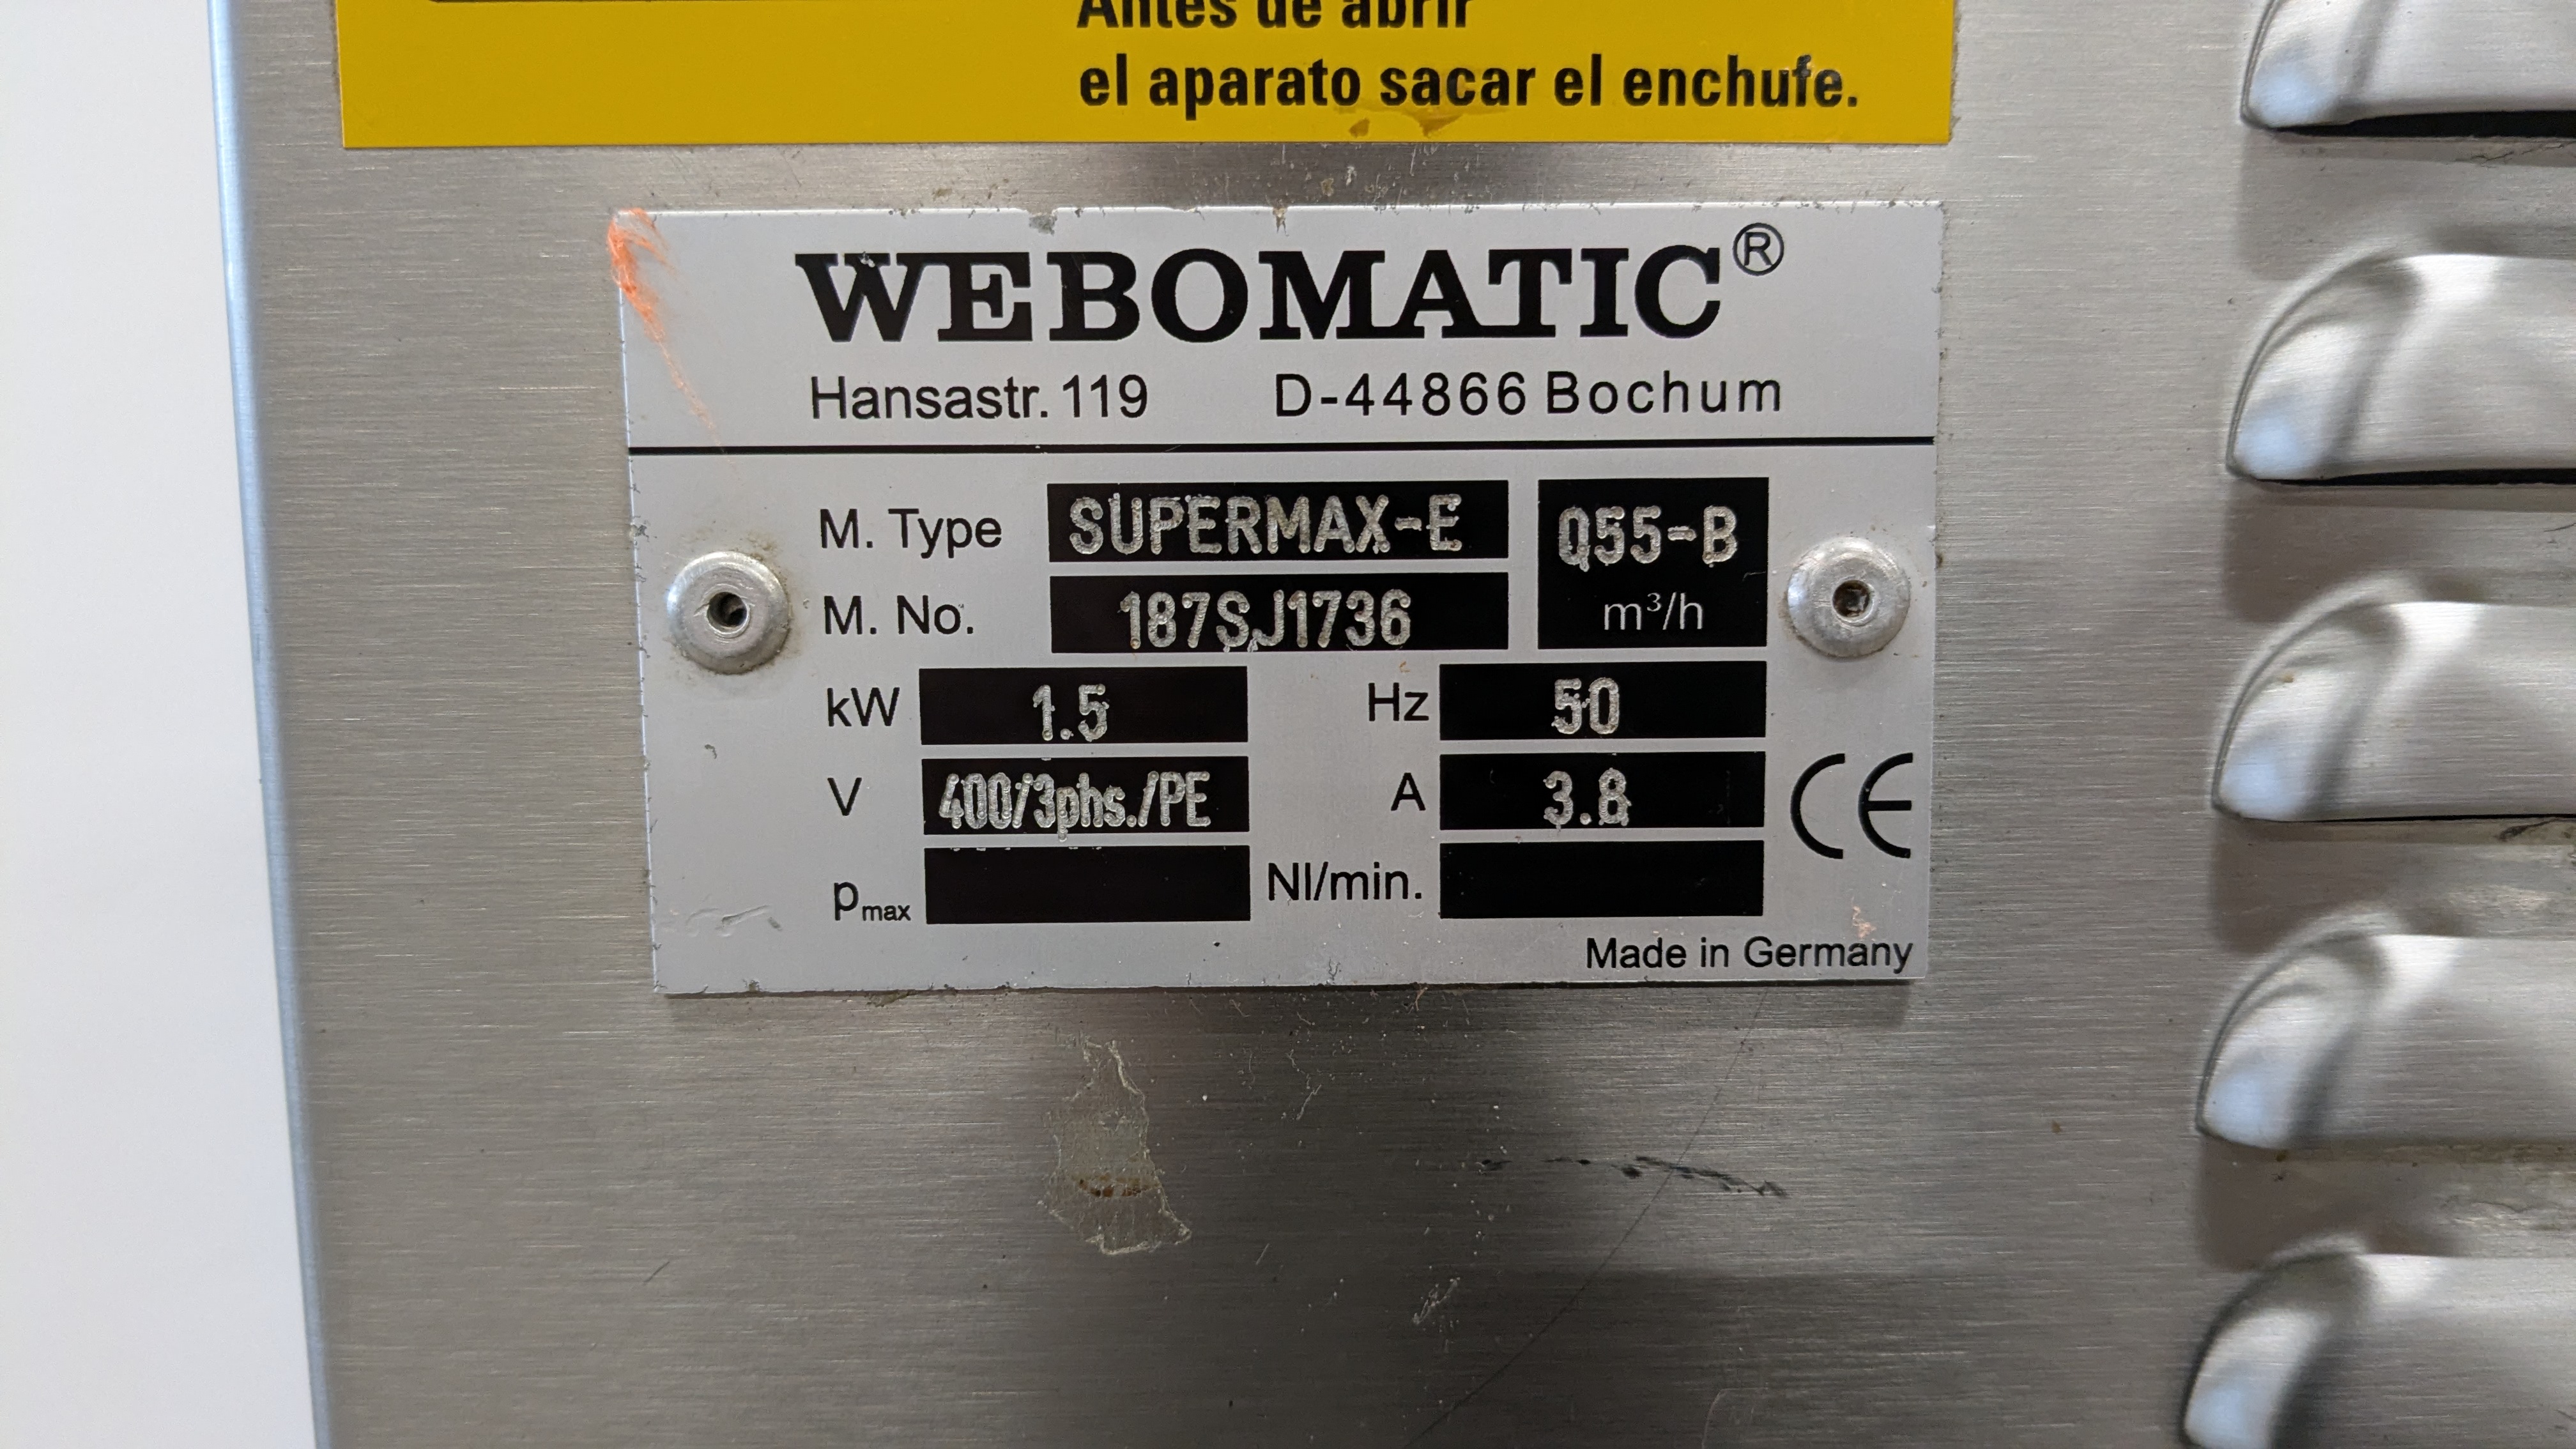 Antes de abrir
el aparato sacar el enchufe.
WEBOMATIC®
Hansastr. 119 D-44866 Bochum
M. Type SUPERMAX-E Q55-B
M. No. 187SJ1736 m³/h
kW 1.5 Hz 50
V 400/3phs./PE A 3.8
CE
pmax Nl/min.
Made in Germany